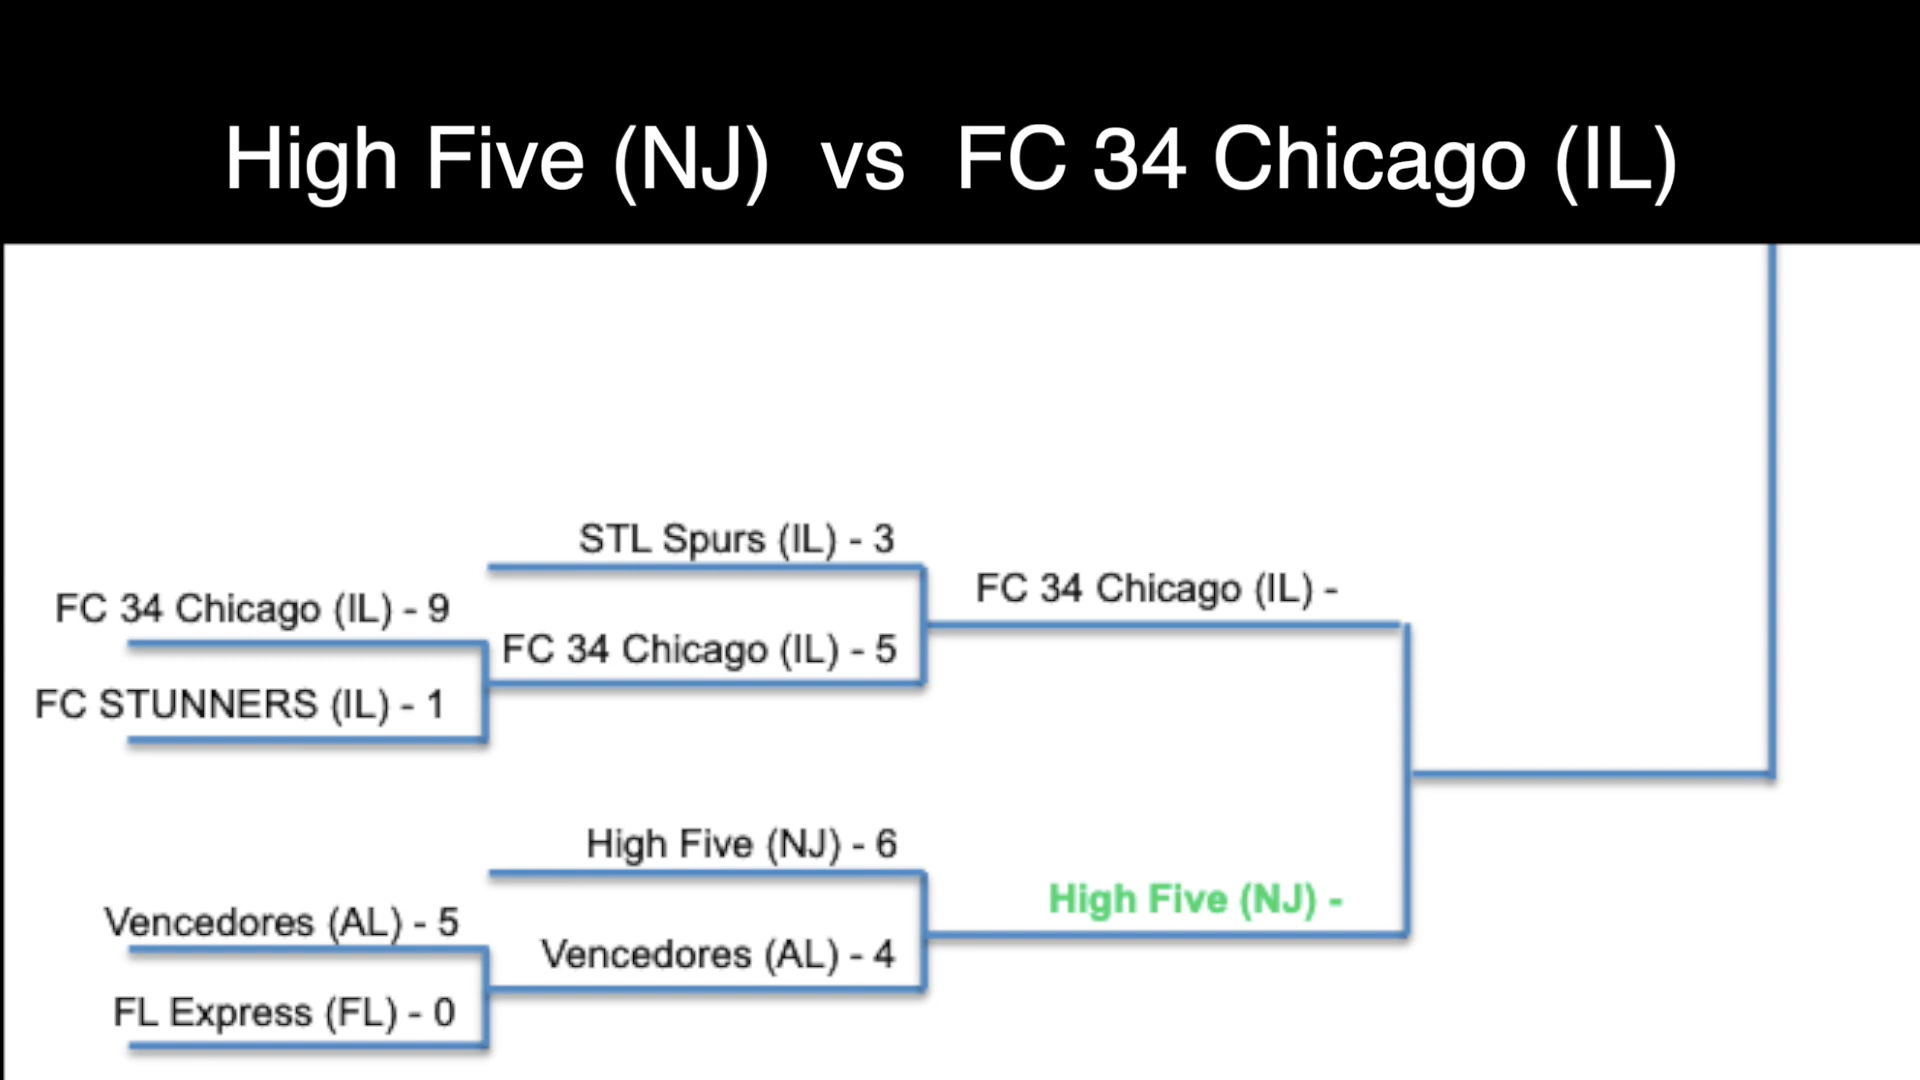 High Five (NJ) vs FC 34 Chicago (IL)
STL Spurs (IL) - 3
FC 34 Chicago (IL) -
FC 34 Chicago (IL) - 9
FC 34 Chicago (IL) - 5
FC STUNNERS (IL) - 1
High Five (NJ) - 6
High Five (NJ) -
Vencedores (AL) - 5
Vencedores (AL) - 4
FL Express (FL) - 0